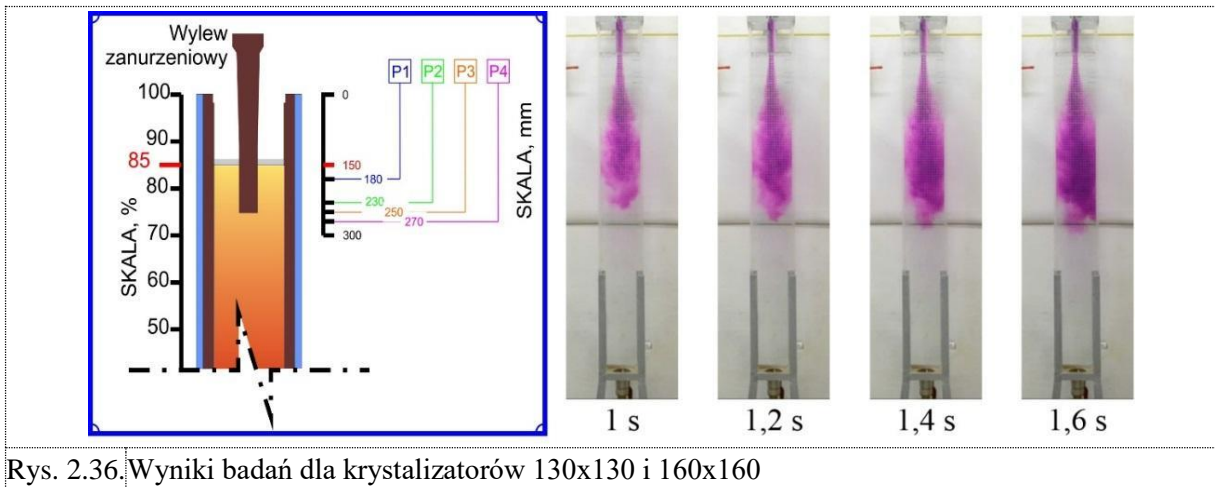 Wylew
zanurzeniowy
P1 P2 P3 P4
100
90
85
80
70
60
50
SKALA, %
0
150
180
230
250
270
300
SKALA, mm
1 s 1,2 s 1,4 s 1,6 s
Rys. 2.36. Wyniki badań dla krystalizatorów 130x130 i 160x160